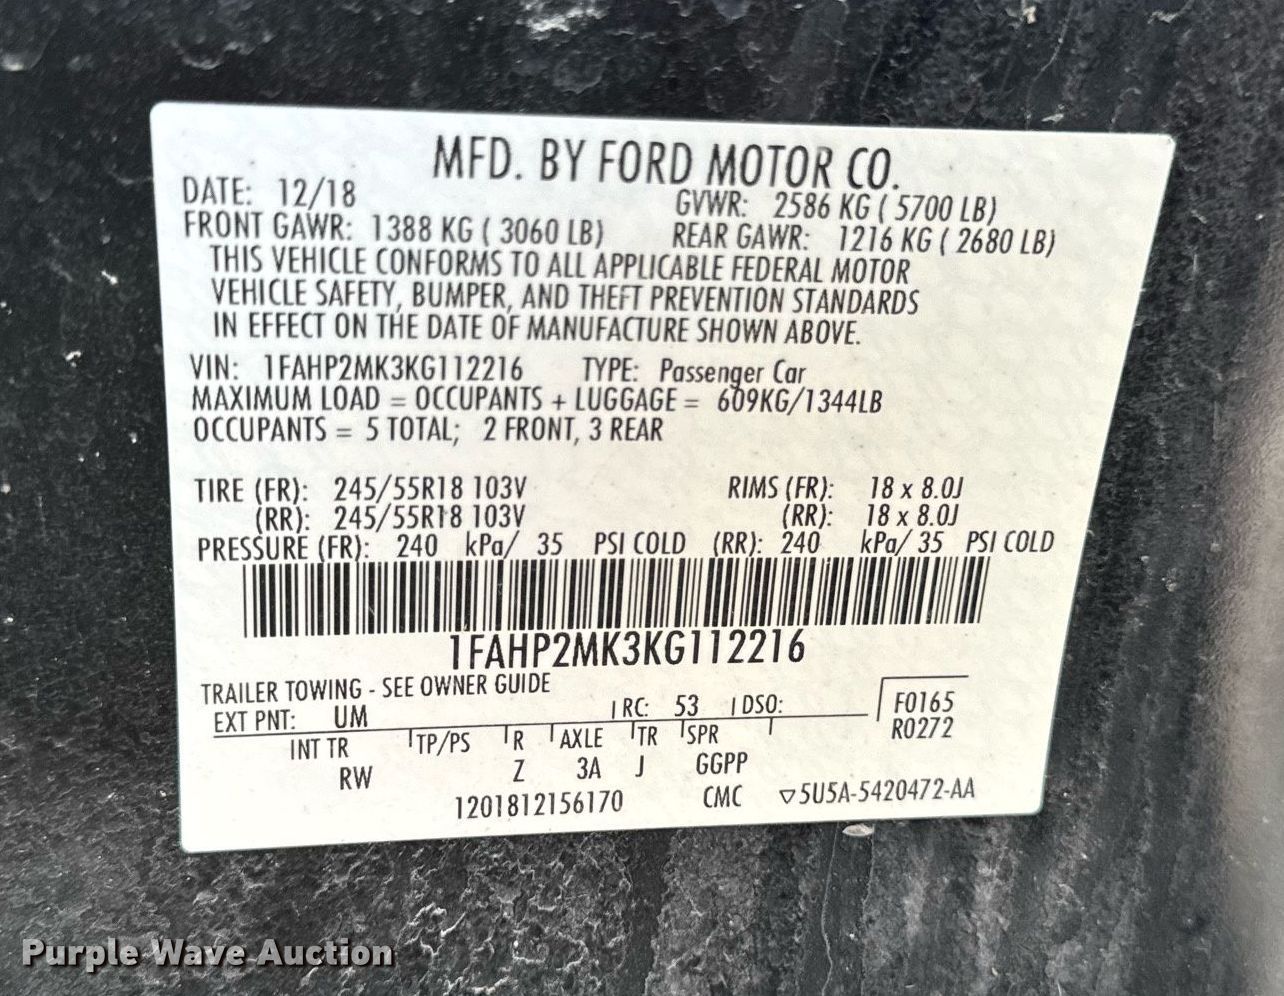 MFD. BY FORD MOTOR CO.
DATE: 12/18 GVWR: 2586 KG ( 5700 LB)
FRONT GAWR: 1388 KG ( 3060 LB) REAR GAWR: 1216 KG ( 2680 LB)
THIS VEHICLE CONFORMS TO ALL APPLICABLE FEDERAL MOTOR
VEHICLE SAFETY, BUMPER, AND THEFT PREVENTION STANDARDS
IN EFFECT ON THE DATE OF MANUFACTURE SHOWN ABOVE.
VIN: 1FAHP2MK3KG112216 TYPE: Passenger Car
MAXIMUM LOAD = OCCUPANTS + LUGGAGE = 609KG/1344LB
OCCUPANTS = 5 TOTAL; 2 FRONT, 3 REAR
TIRE (FR): 245/55R18 103V RIMS (FR): 18 x 8.0J
(RR): 245/55R18 103V (RR): 18 x 8.0J
PRESSURE (FR): 240 kPa/ 35 PSI COLD (RR): 240 kPa/ 35 PSI COLD
1FAHP2MK3KG112216
TRAILER TOWING - SEE OWNER GUIDE
EXT PNT: UM RC: 53 DSO: F0165
R0272
INT TR TP/PS R AXLE TR SPR
RW Z 3A J GGPP
1201812156170 CMC ▽5U5A-5420472-AA
Purple Wave Auction